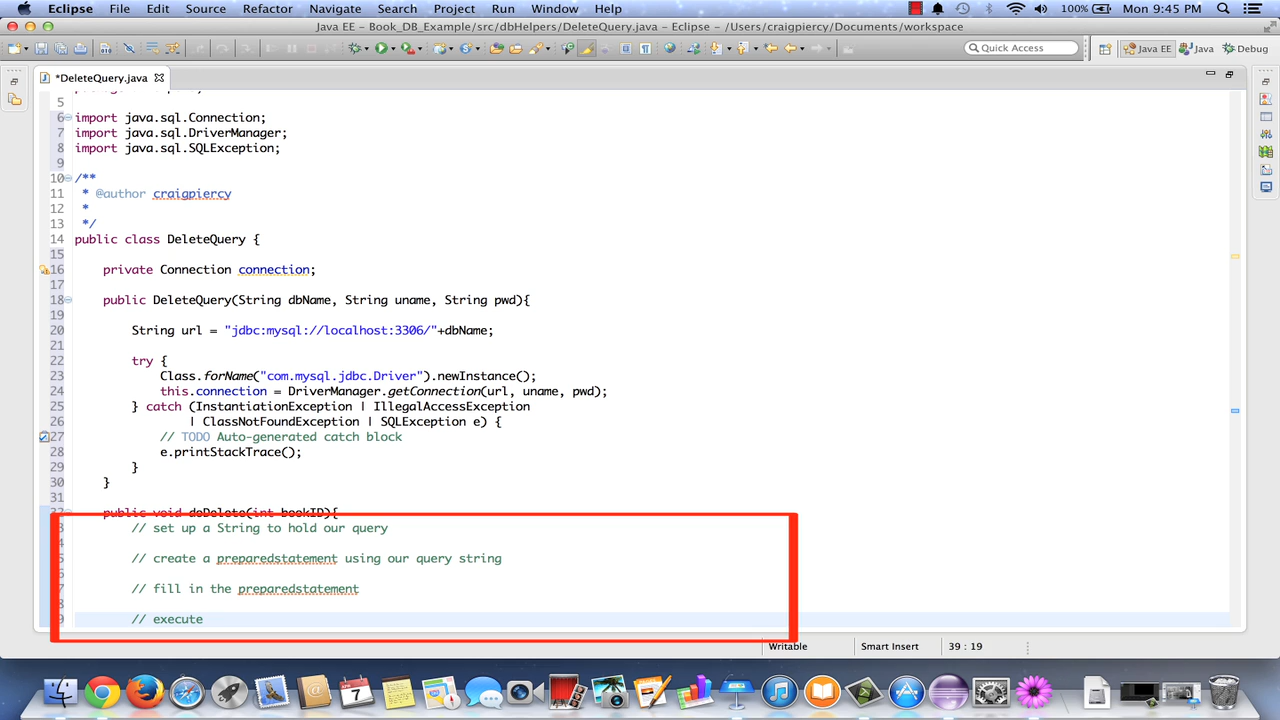 Eclipse File Edit Source Refactor Navigate Search Project Run Window Help 100% Mon 9:45 PM
Java EE - Book_DB_Example/src/dbHelpers/DeleteQuery.java - Eclipse - /Users/craigpiercy/Documents/workspace
Quick Access Java EE Java Debug
*DeleteQuery.java
5
6 import java.sql.Connection;
7 import java.sql.DriverManager;
8 import java.sql.SQLException;
9
10 /**
11 * @author craigpiercy
12 *
13 */
14 public class DeleteQuery {
15
16 private Connection connection;
17
18 public DeleteQuery(String dbName, String uname, String pwd){
19
20 String url = "jdbc:mysql://localhost:3306/"+dbName;
21
22 try {
23 Class.forName("com.mysql.jdbc.Driver").newInstance();
24 this.connection = DriverManager.getConnection(url, uname, pwd);
25 } catch (InstantiationException | IllegalAccessException
26 | ClassNotFoundException | SQLException e) {
27 // TODO Auto-generated catch block
28 e.printStackTrace();
29 }
30 }
31
32 public void doDelete(int bookID){
// set up a String to hold our query
// create a preparedstatement using our query string
// fill in the preparedstatement
// execute
Writable Smart Insert 39 : 19
APR
7